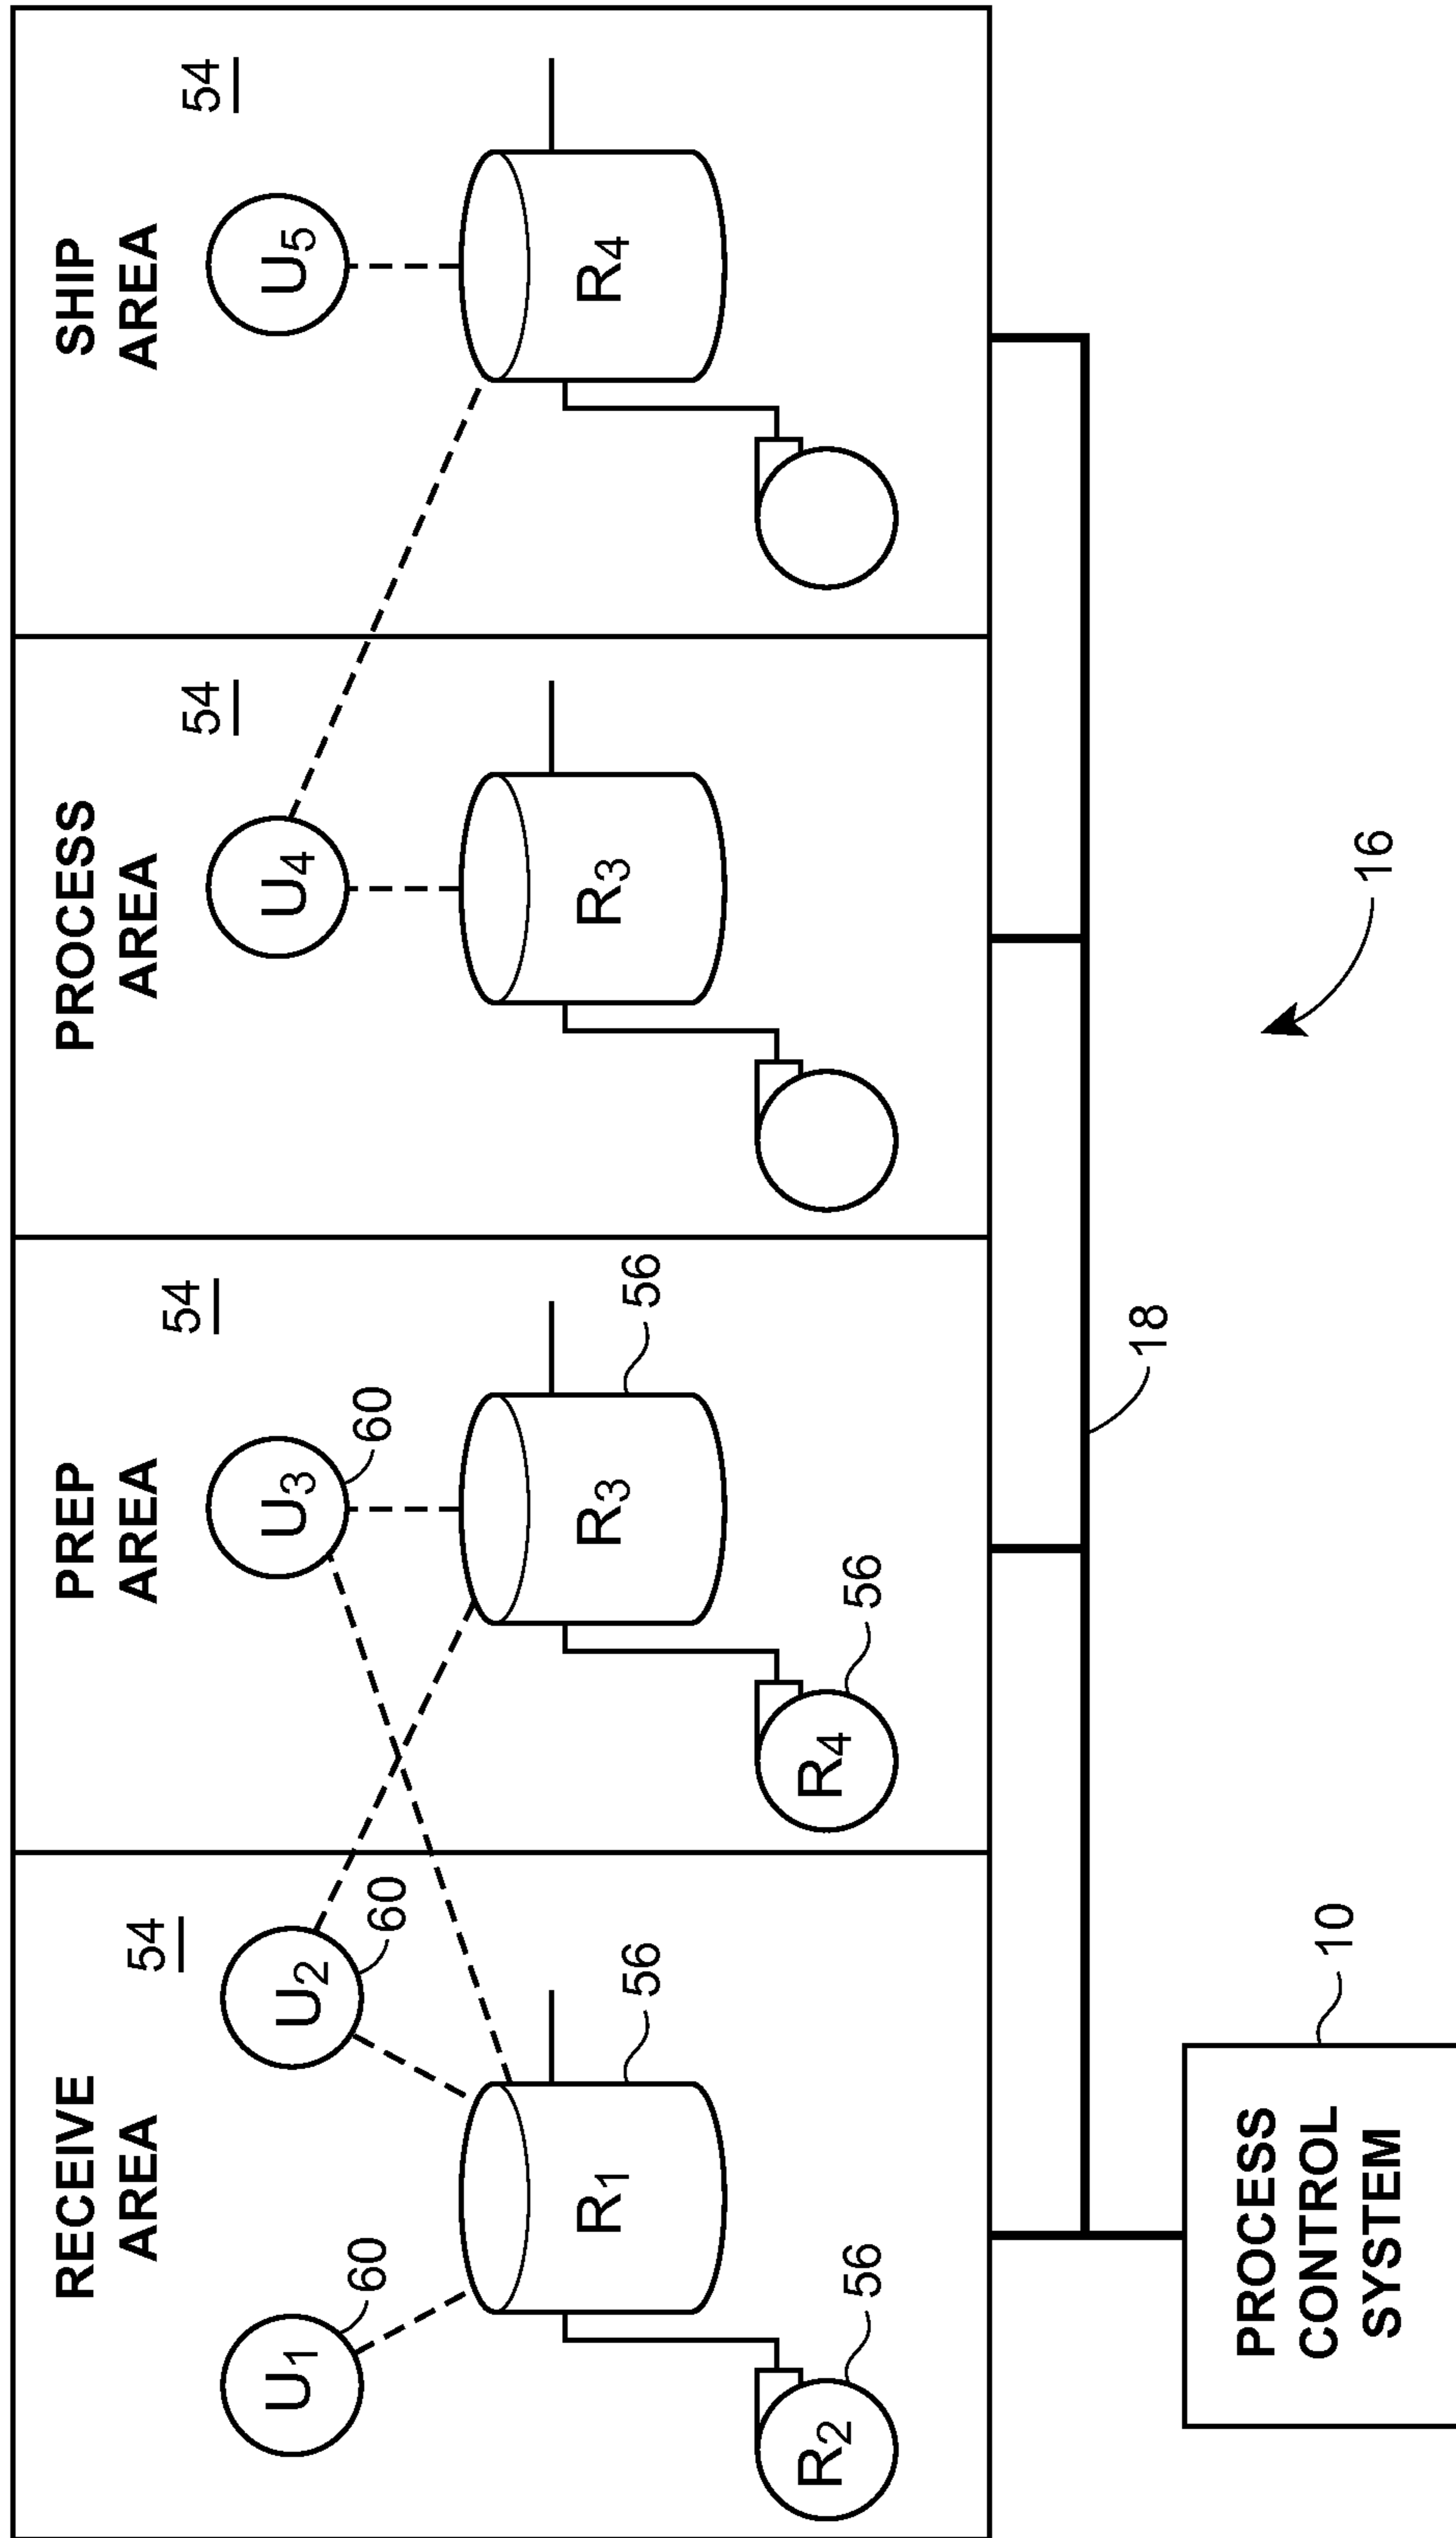 RECEIVE
AREA
54
U1
60
U2
60
R1
56
R2
56
PREP
AREA
54
U3
60
R3
56
R4
56
PROCESS
AREA
54
U4
R3
SHIP
AREA
54
U5
R4
18
16
10
PROCESS
CONTROL
SYSTEM